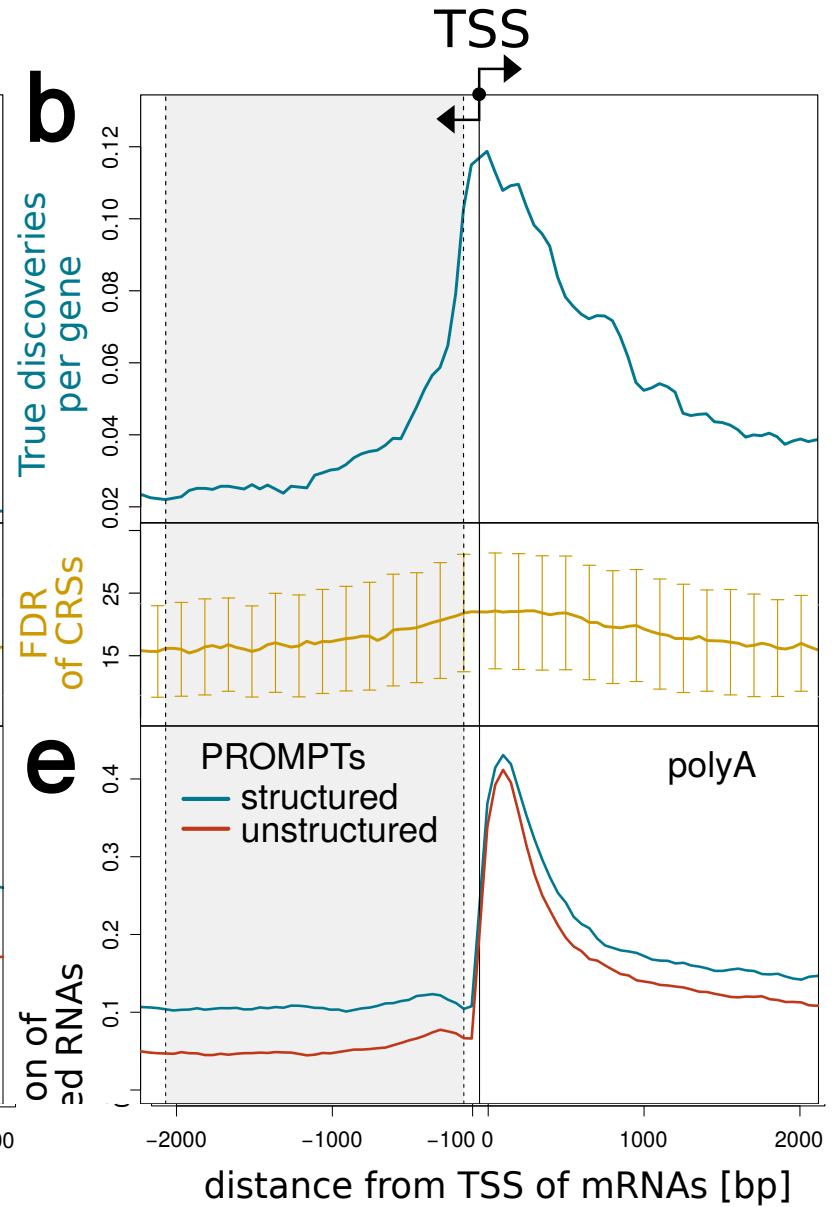 TSS
b
True discoveries
per gene
0.12
0.10
0.08
0.06
0.04
0.02
FDR
of CRSs
25
15
e
PROMPTs
structured
unstructured
polyA
on of
ed RNAs
0.4
0.3
0.2
0.1
−2000
−1000
−100
0
1000
2000
distance from TSS of mRNAs [bp]